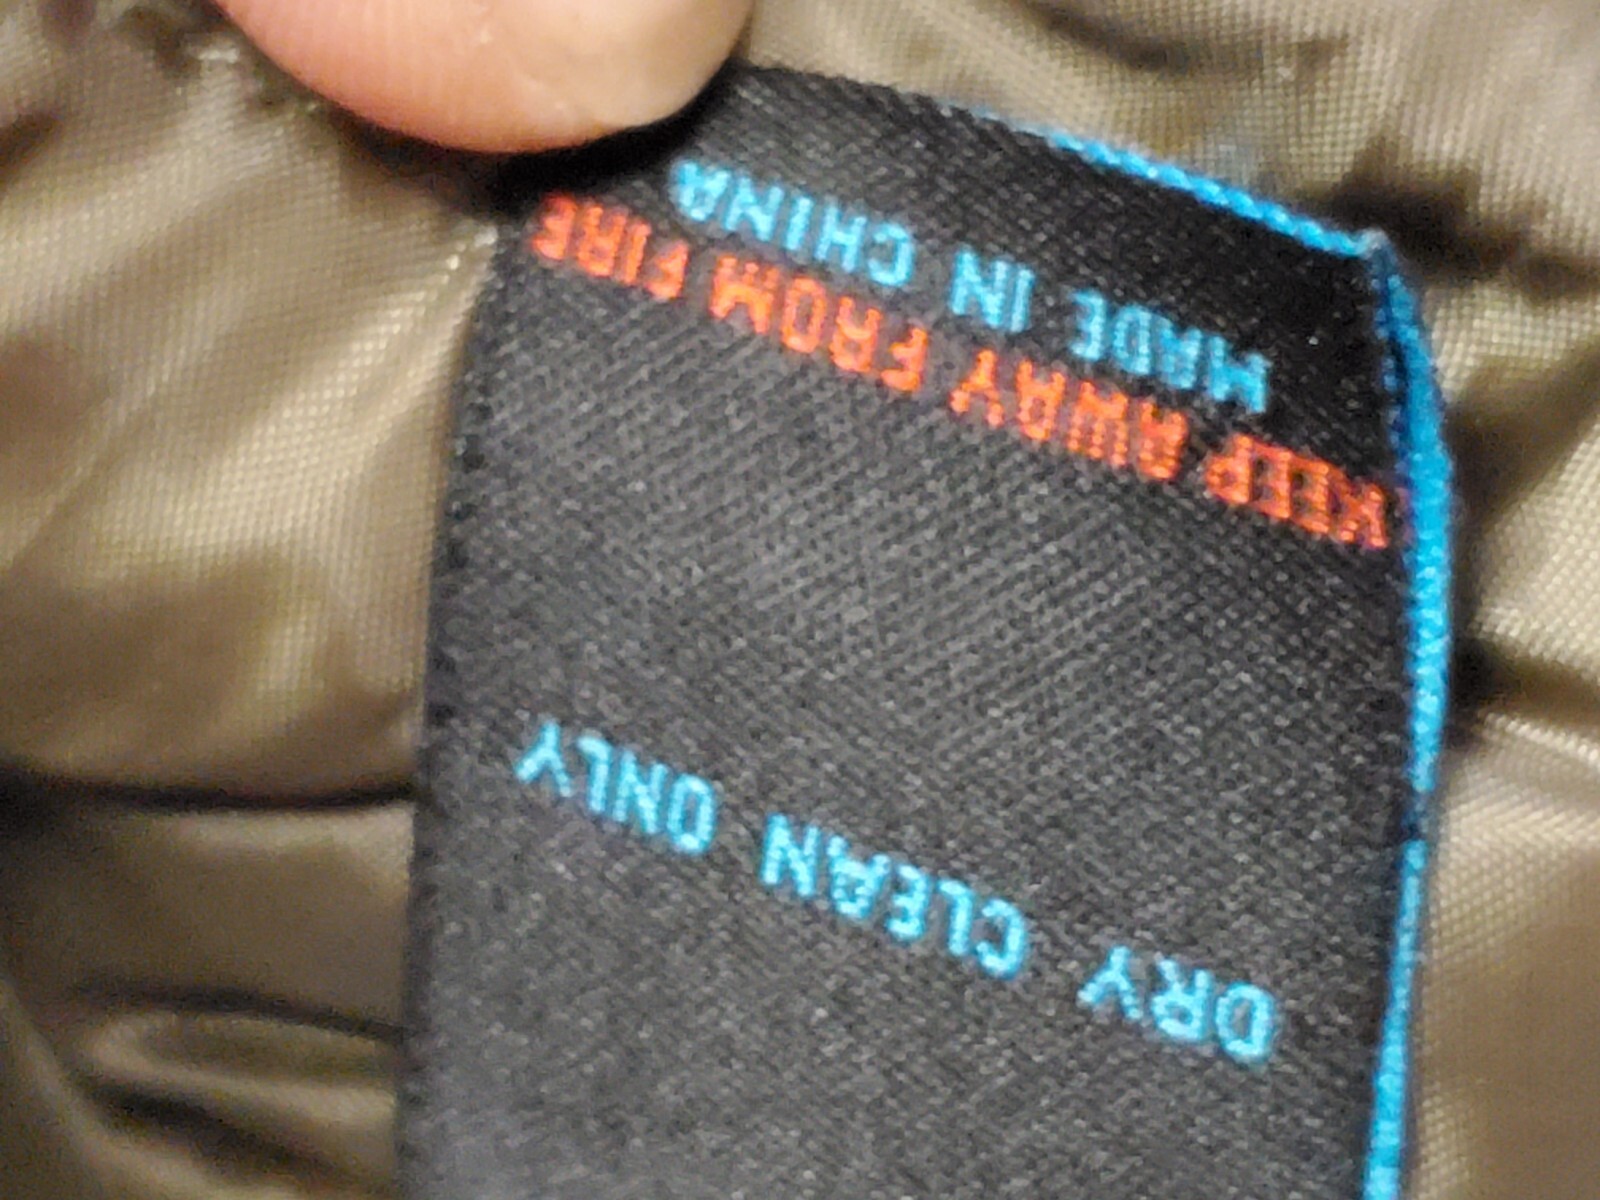 DRY CLEAN ONLY
KEEP AWAY FROM FIRE
MADE IN CHINA